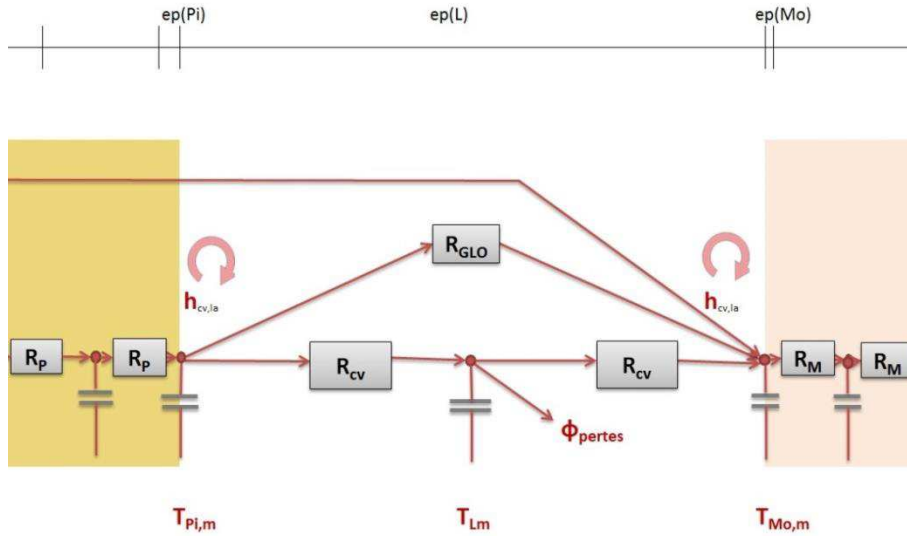 ep(Pi) ep(L) ep(Mo)
R_GLO
h_cv,la h_cv,la
R_P R_P R_cv R_cv R_M R_M
ϕ_pertes
T_Pi,m T_Lm T_Mo,m